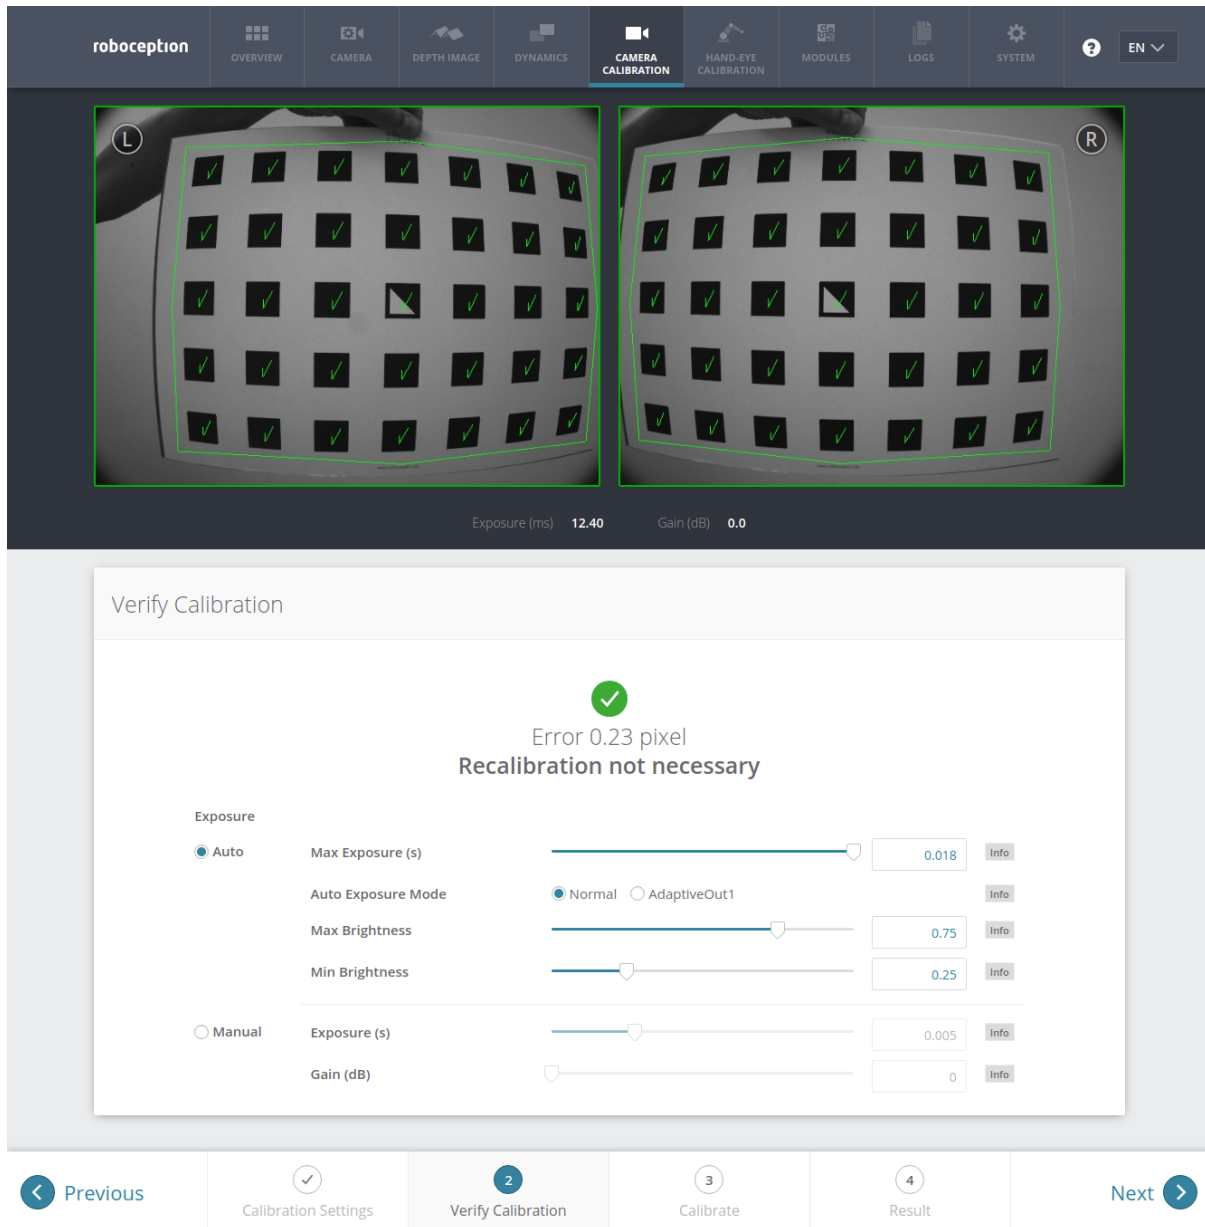 roboception
OVERVIEW
CAMERA
DEPTH IMAGE
DYNAMICS
CAMERA
CALIBRATION
HAND-EYE
CALIBRATION
MODULES
LOGS
SYSTEM
?
EN
L
R
Exposure (ms) 12.40 Gain (dB) 0.0
Verify Calibration
Error 0.23 pixel
Recalibration not necessary
Exposure
Auto Max Exposure (s) 0.018 Info
Auto Exposure Mode Normal AdaptiveOut1 Info
Max Brightness 0.75 Info
Min Brightness 0.25 Info
Manual Exposure (s) 0.005 Info
Gain (dB) 0 Info
Previous
Calibration Settings
2
Verify Calibration
3
Calibrate
4
Result
Next